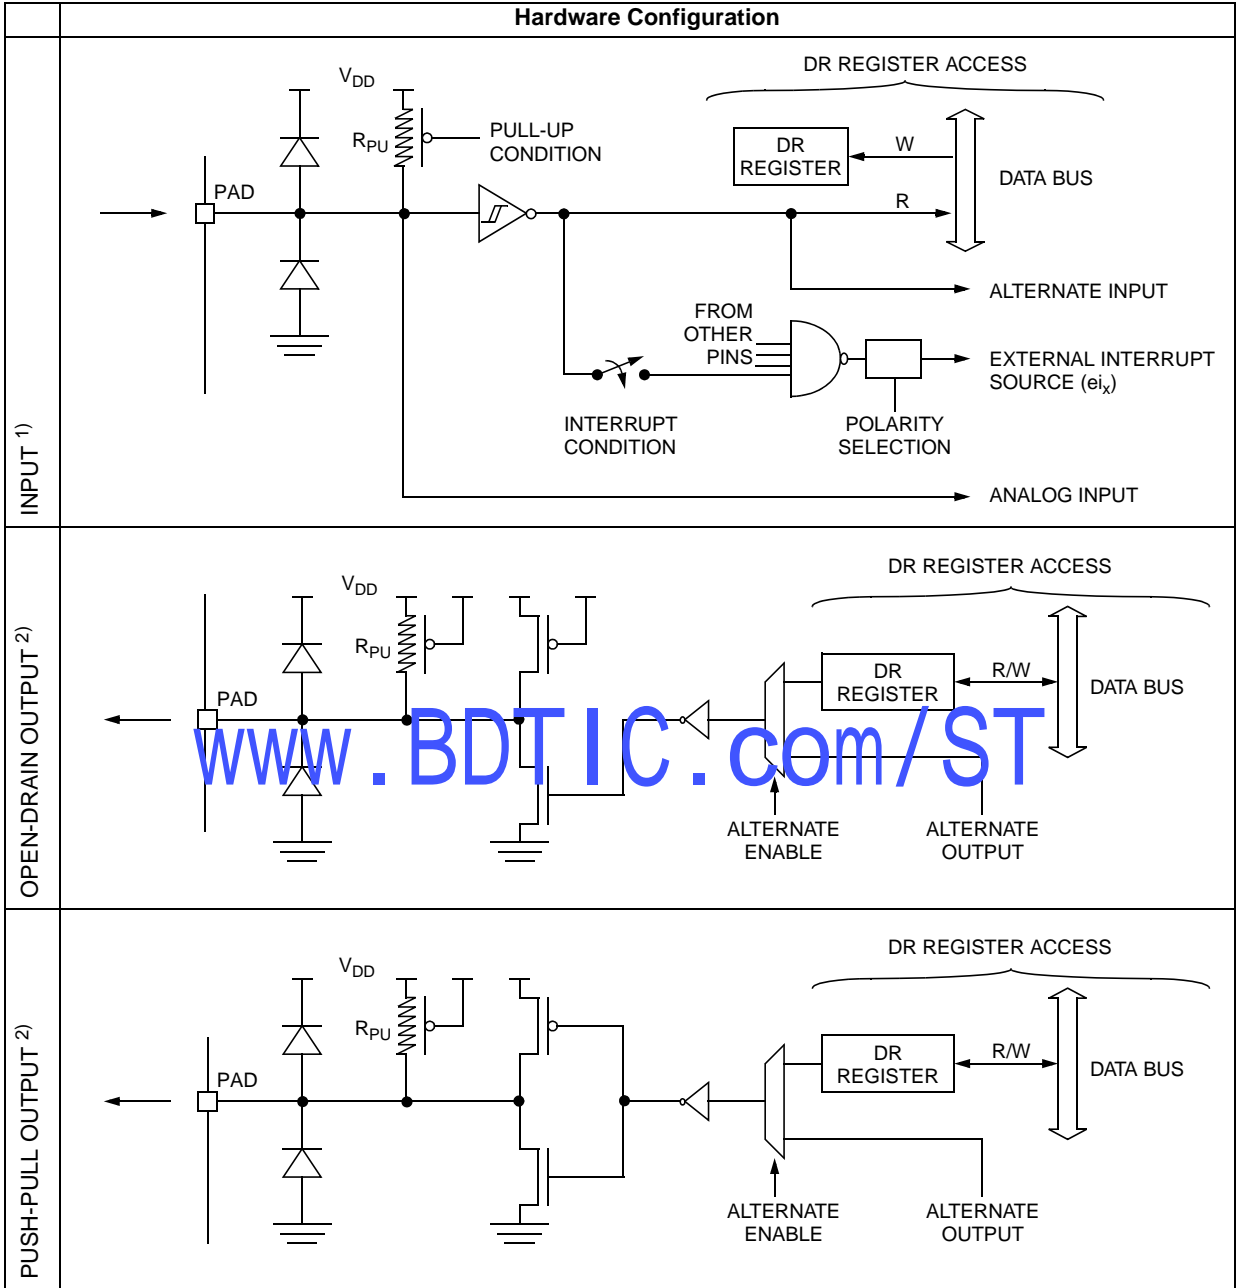 Hardware Configuration
INPUT 1)
DR REGISTER ACCESS
VDD
RPU
PULL-UP
CONDITION
DR
REGISTER
W
DATA BUS
PAD
R
ALTERNATE INPUT
FROM
OTHER
PINS
EXTERNAL INTERRUPT
SOURCE (eix)
INTERRUPT
CONDITION
POLARITY
SELECTION
ANALOG INPUT
OPEN-DRAIN OUTPUT 2)
DR REGISTER ACCESS
VDD
RPU
DR
REGISTER
R/W
DATA BUS
PAD
www.BDTIC.com/ST
ALTERNATE
ENABLE
ALTERNATE
OUTPUT
PUSH-PULL OUTPUT 2)
DR REGISTER ACCESS
VDD
RPU
DR
REGISTER
R/W
DATA BUS
PAD
ALTERNATE
ENABLE
ALTERNATE
OUTPUT